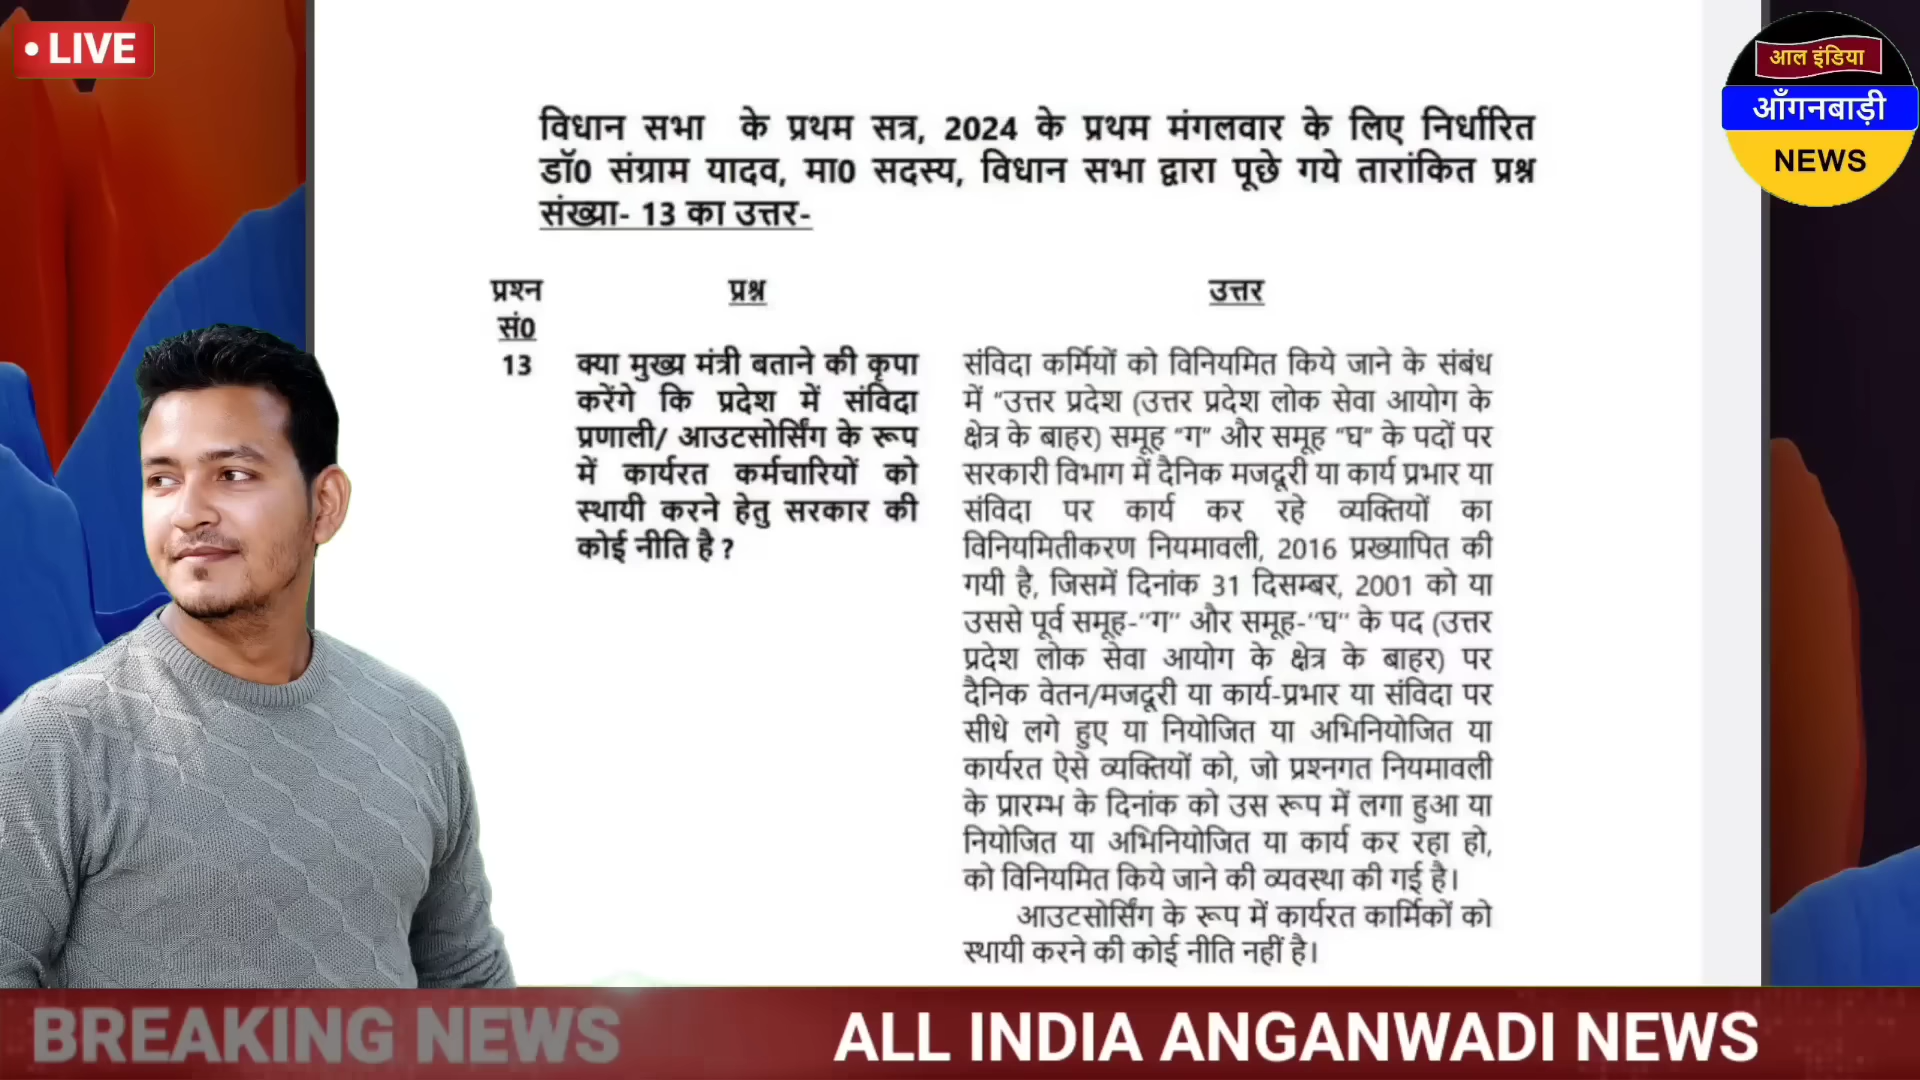 • LIVE
आल इंडिया
आँगनबाड़ी
NEWS
विधान सभा के प्रथम सत्र, 2024 के प्रथम मंगलवार के लिए निर्धारित
डॉ0 संग्राम यादव, मा0 सदस्य, विधान सभा द्वारा पूछे गये तारांकित प्रश्न
संख्या- 13 का उत्तर-
प्रश्न
सं0
प्रश्न
उत्तर
13
क्या मुख्य मंत्री बताने की कृपा
करेंगे कि प्रदेश में संविदा
प्रणाली/ आउटसोर्सिंग के रूप
में कार्यरत कर्मचारियों को
स्थायी करने हेतु सरकार की
कोई नीति है ?
संविदा कर्मियों को विनियमित किये जाने के संबंध
में "उत्तर प्रदेश (उत्तर प्रदेश लोक सेवा आयोग के
क्षेत्र के बाहर) समूह "ग" और समूह "घ" के पदों पर
सरकारी विभाग में दैनिक मजदूरी या कार्य प्रभार या
संविदा पर कार्य कर रहे व्यक्तियों का
विनियमितीकरण नियमावली, 2016 प्रख्यापित की
गयी है, जिसमें दिनांक 31 दिसम्बर, 2001 को या
उससे पूर्व समूह-''ग'' और समूह-''घ'' के पद (उत्तर
प्रदेश लोक सेवा आयोग के क्षेत्र के बाहर) पर
दैनिक वेतन/मजदूरी या कार्य-प्रभार या संविदा पर
सीधे लगे हुए या नियोजित या अभिनियोजित या
कार्यरत ऐसे व्यक्तियों को, जो प्रश्नगत नियमावली
के प्रारम्भ के दिनांक को उस रूप में लगा हुआ या
नियोजित या अभिनियोजित या कार्य कर रहा हो,
को विनियमित किये जाने की व्यवस्था की गई है।
आउटसोर्सिंग के रूप में कार्यरत कार्मिकों को
स्थायी करने की कोई नीति नहीं है।
BREAKING NEWS
ALL INDIA ANGANWADI NEWS